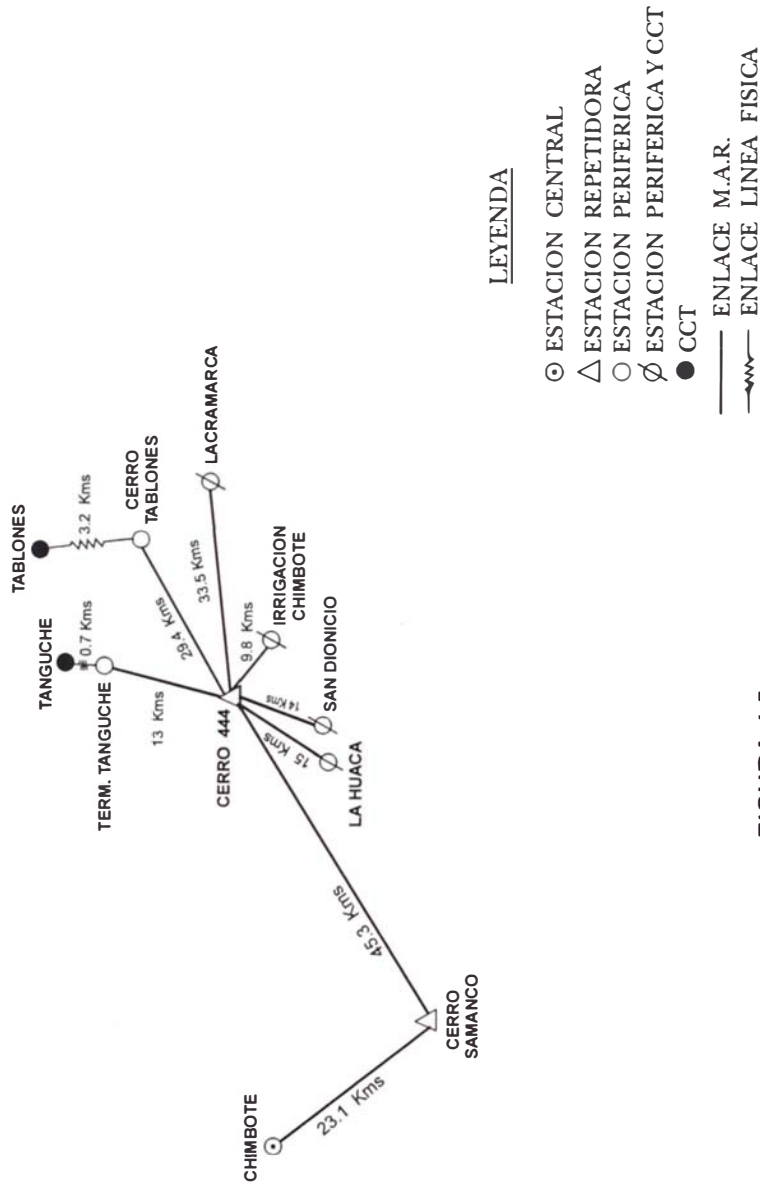 TABLONES
3.2 Kms
CERRO
TABLONES
TANGUCHE
0.7 Kms
TERM. TANGUCHE
29.4 Kms
LACRAMARCA
33.5 Kms
13 Kms
9.8 Kms
IRRIGACION
CHIMBOTE
CERRO 444
14 Kms
SAN DIONICIO
15 Kms
LA HUACA
45.3 Kms
CERRO
SAMANCO
CHIMBOTE
23.1 Kms
LEYENDA
ESTACION CENTRAL
ESTACION REPETIDORA
ESTACION PERIFERICA
ESTACION PERIFERICA Y CCT
CCT
ENLACE M.A.R.
ENLACE LINEA FISICA